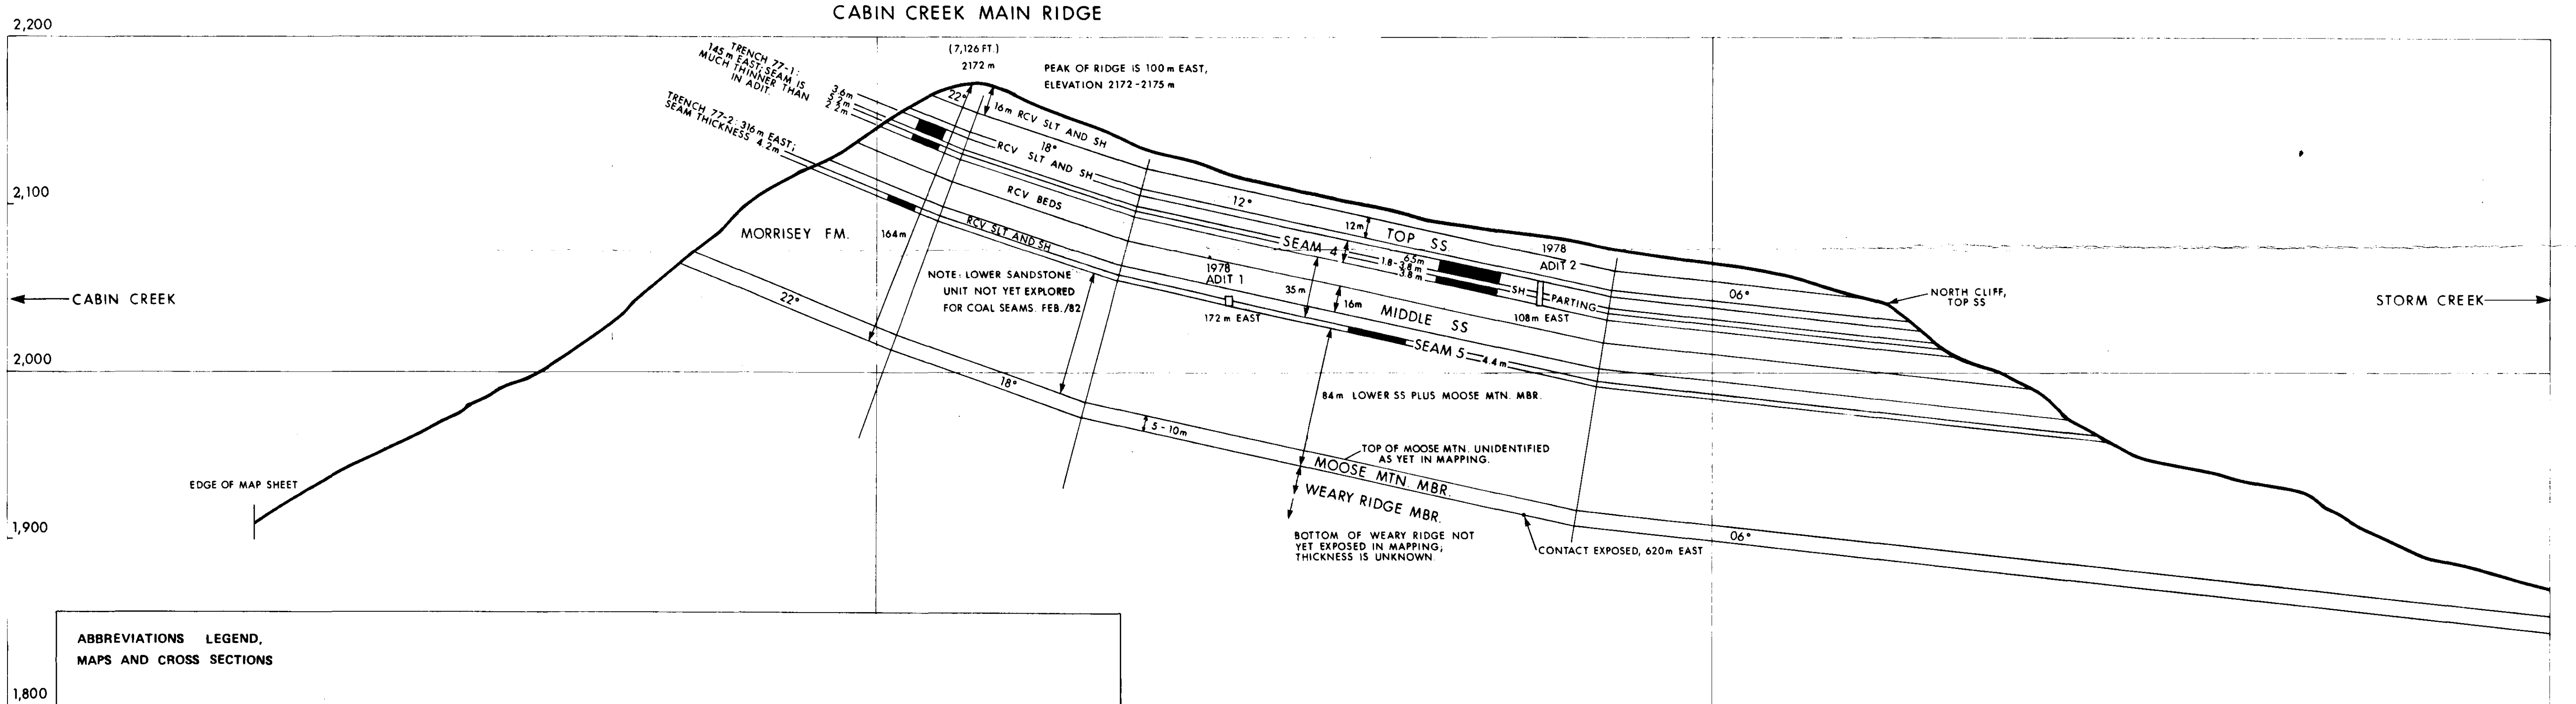 CABIN CREEK MAIN RIDGE
2,200
2,100
2,000
1,900
1,800
(7,126 FT.)
2172 m
PEAK OF RIDGE IS 100 m EAST,
ELEVATION 2172-2175 m
TRENCH 77-1:
145 m EAST; SEAM IS
MUCH THINNER THAN
IN ADIT.
3.6m
5.2m
2.2m
TRENCH 77-2: 316 m EAST;
SEAM THICKNESS 4.2m
22°
16m RCV SLT AND SH
18°
RCV SLT AND SH
RCV BEDS
RCV SLT AND SH
MORRISEY FM.
164m
NOTE: LOWER SANDSTONE
UNIT NOT YET EXPLORED
FOR COAL SEAMS. FEB./82
12°
12m
TOP SS
SEAM 4
6.5m
1.8-3.8m
3.8m
1978
ADIT 2
SH PARTING
108m EAST
1978
ADIT 1
172 m EAST
35 m
16m
MIDDLE SS
SEAM 5 4.4 m
06°
NORTH CLIFF,
TOP SS
CABIN CREEK
STORM CREEK
22°
18°
84m LOWER SS PLUS MOOSE MTN. MBR.
5-10m
TOP OF MOOSE MTN. UNIDENTIFIED
AS YET IN MAPPING.
MOOSE MTN. MBR.
WEARY RIDGE MBR.
BOTTOM OF WEARY RIDGE NOT
YET EXPOSED IN MAPPING;
THICKNESS IS UNKNOWN.
CONTACT EXPOSED, 620m EAST
06°
EDGE OF MAP SHEET
ABBREVIATIONS LEGEND,
MAPS AND CROSS SECTIONS